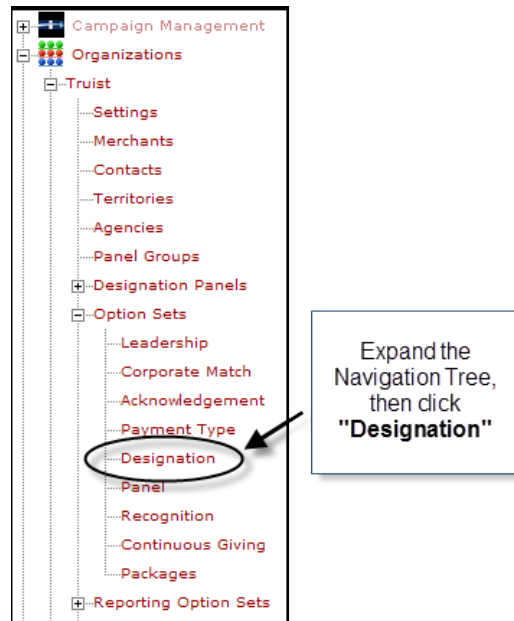 Campaign Management
Organizations
Truist
Settings
Merchants
Contacts
Territories
Agencies
Panel Groups
Designation Panels
Option Sets
Leadership
Corporate Match
Acknowledgement
Payment Type
Designation
Panel
Recognition
Continuous Giving
Packages
Reporting Option Sets
Expand the
Navigation Tree,
then click
"Designation"